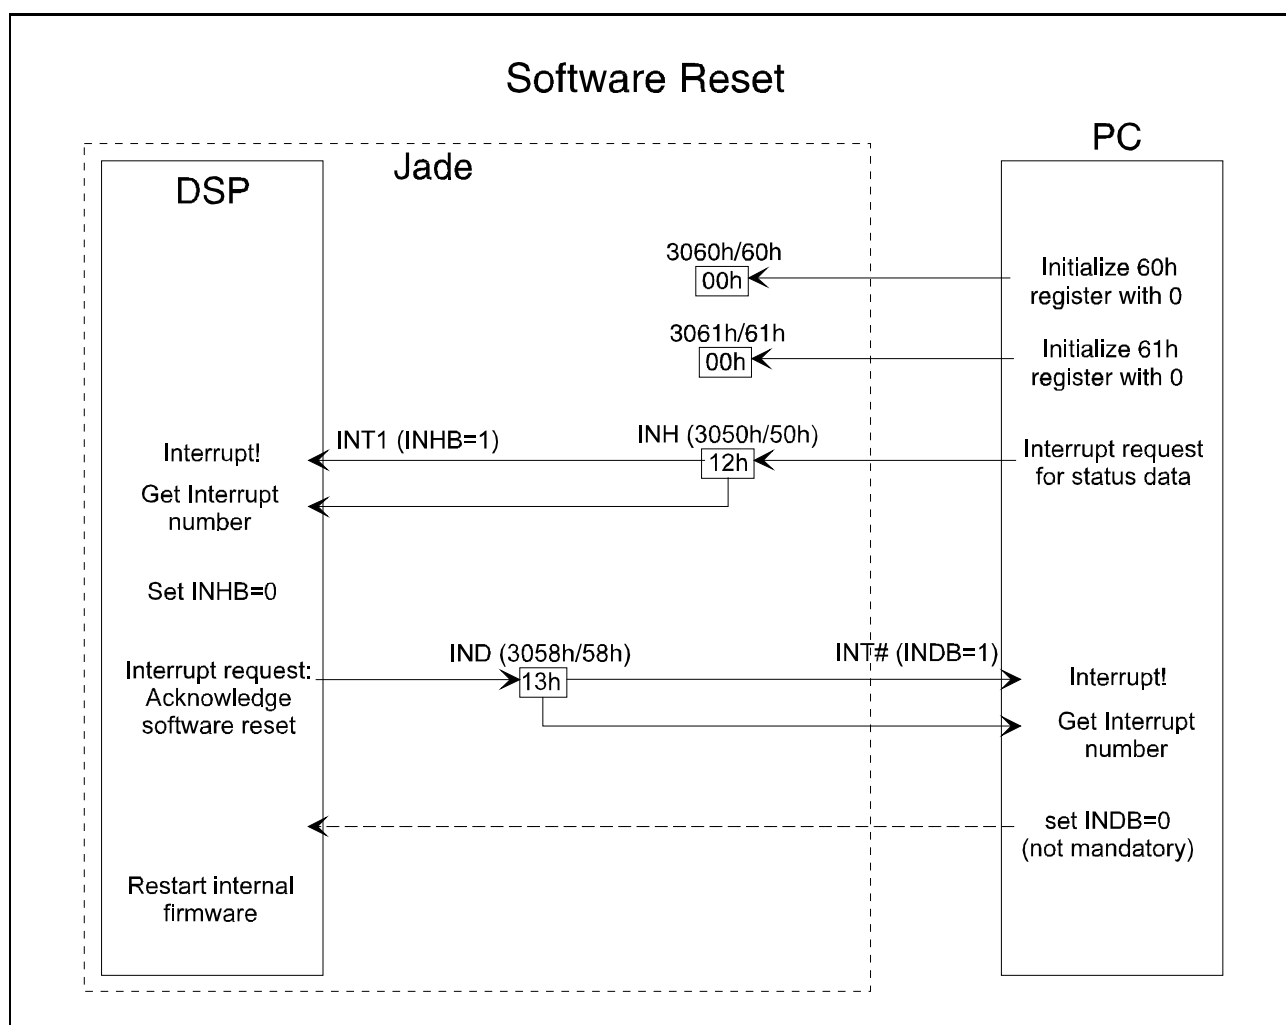 Software Reset
PC
Jade
DSP
3060h/60h
00h
Initialize 60h
register with 0
3061h/61h
00h
Initialize 61h
register with 0
Interrupt!
INT1 (INHB=1)
INH (3050h/50h)
12h
Interrupt request
for status data
Get Interrupt
number
Set INHB=0
Interrupt request:
Acknowledge
software reset
IND (3058h/58h)
13h
INT# (INDB=1)
Interrupt!
Get Interrupt
number
set INDB=0
(not mandatory)
Restart internal
firmware